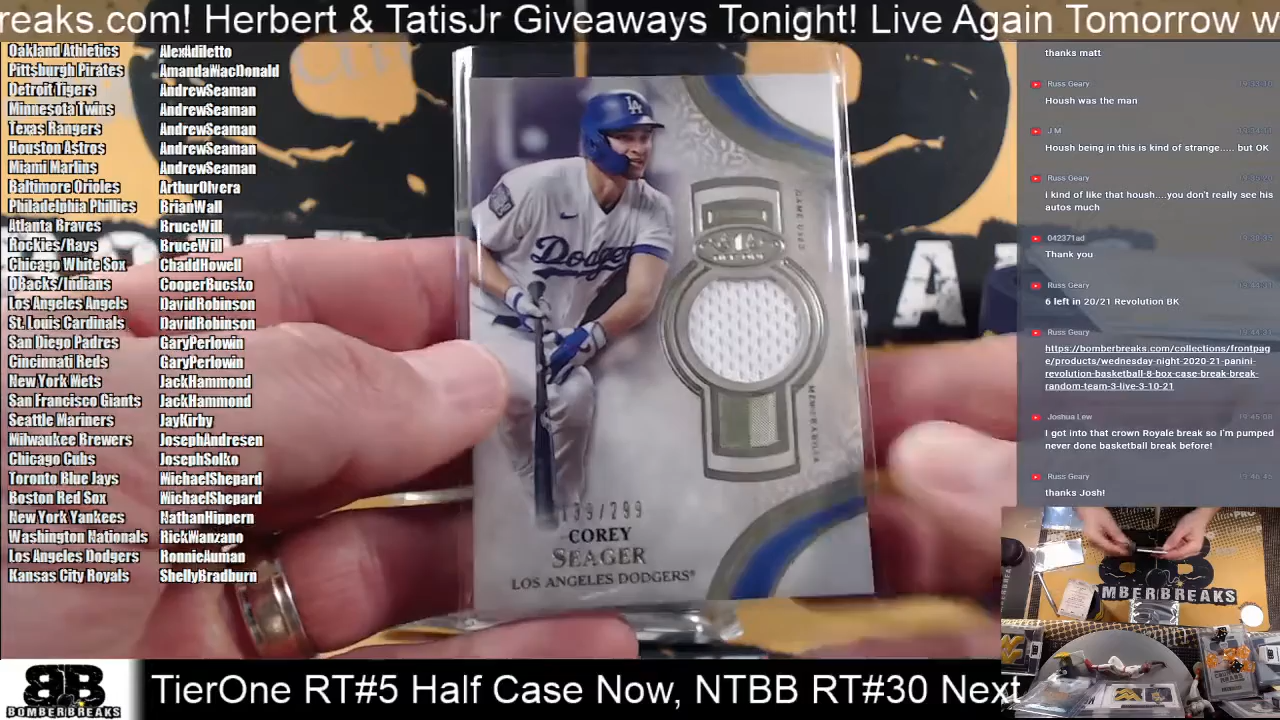 reaks.com! Herbert & TatisJr Giveaways Tonight! Live Again Tomorrow w
Oakland Athletics AlexAdiletto
Pittsburgh Pirates AmandaMacDonald
Detroit Tigers AndrewSeaman
Minnesota Twins AndrewSeaman
Texas Rangers AndrewSeaman
Houston Astros AndrewSeaman
Miami Marlins AndrewSeaman
Baltimore Orioles ArthurOlvera
Philadelphia Phillies BrianWall
Atlanta Braves BruceWill
Rockies/Rays BruceWill
Chicago White Sox ChaddHowell
DBacks/Indians CooperBucsko
Los Angeles Angels DavidRobinson
St. Louis Cardinals DavidRobinson
San Diego Padres GaryPerlowin
Cincinnati Reds GaryPerlowin
New York Mets JackHammond
San Francisco Giants JackHammond
Seattle Mariners JayKirby
Milwaukee Brewers JosephAndresen
Chicago Cubs JosephSolko
Toronto Blue Jays MichaelShepard
Boston Red Sox MichaelShepard
New York Yankees NathanHippern
Washington Nationals RickWanzano
Los Angeles Dodgers RonnieAuman
Kansas City Royals ShellyBradburn
LA
Dodgers
GAME USED
MEMORABILIA
139/299
COREY
SEAGER
LOS ANGELES DODGERS
thanks matt
Russ Geary
Housh was the man
J M
Housh being in this is kind of strange..... but OK
Russ Geary
i kind of like that housh....you don't really see his
autos much
042371ad
Thank you
Russ Geary
6 left in 20/21 Revolution BK
Russ Geary
https://bomberbreaks.com/collections/frontpag
e/products/wednesday-night-2020-21-panini-
revolution-basketball-8-box-case-break-break-
random-team-3-live-3-10-21
Joshua Lew
I got into that crown Royale break so I'm pumped
never done basketball break before!
Russ Geary
thanks Josh!
BOMBERBREAKS
BB
BOMBERBREAKS
TierOne RT#5 Half Case Now, NTBB RT#30 Next